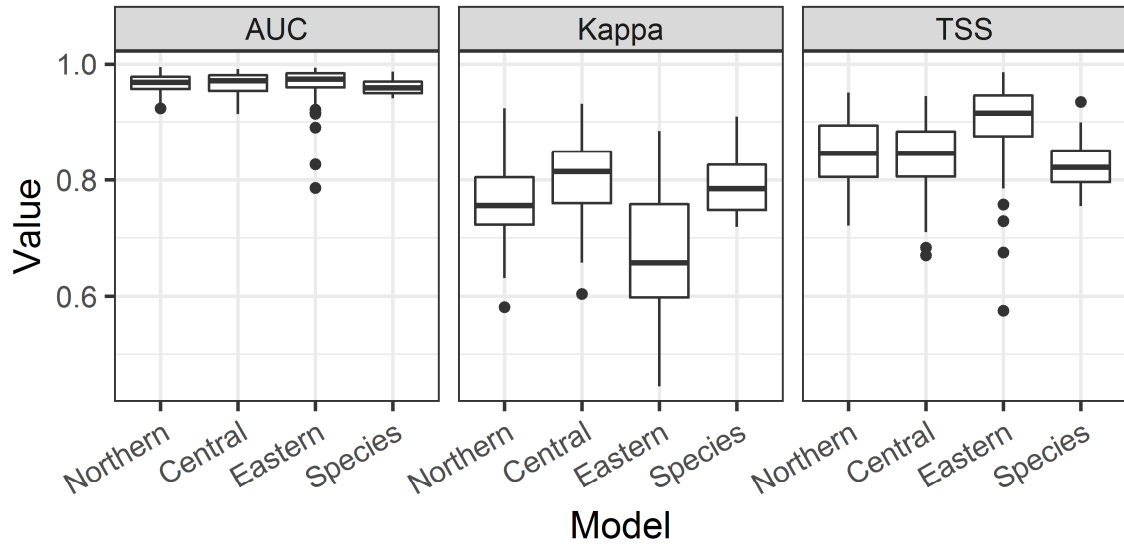 AUC Kappa TSS
Value
1.0
0.8
0.6
Northern Central Eastern Species Northern Central Eastern Species Northern Central Eastern Species
Model